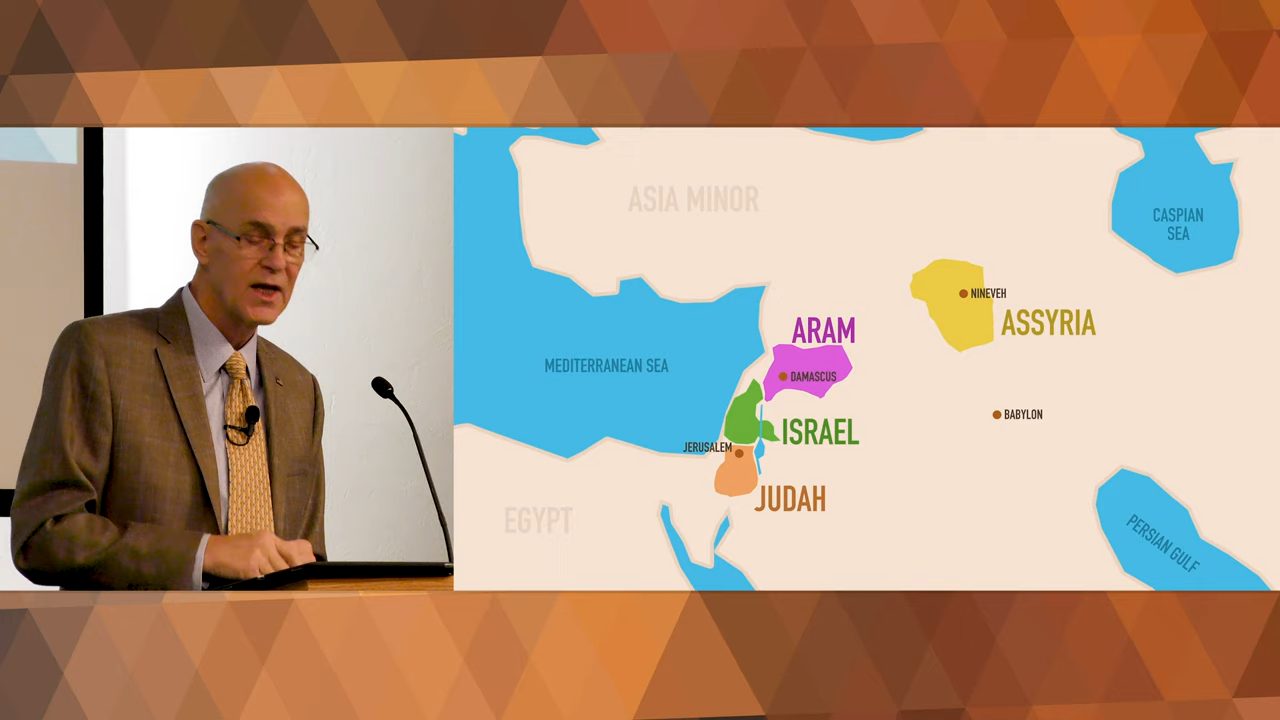 ASIA MINOR
CASPIAN
SEA
NINEVEH
ASSYRIA
ARAM
MEDITERRANEAN SEA
DAMASCUS
BABYLON
ISRAEL
JERUSALEM
JUDAH
EGYPT
PERSIAN GULF